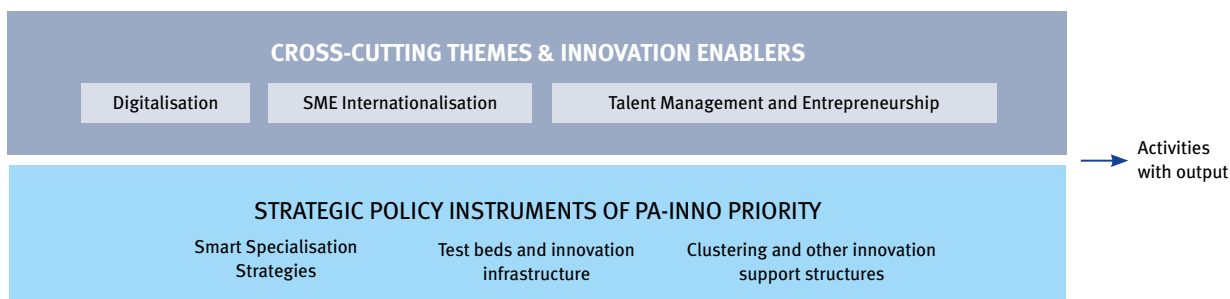 CROSS-CUTTING THEMES & INNOVATION ENABLERS
Digitalisation
SME Internationalisation
Talent Management and Entrepreneurship
Activities
with output
STRATEGIC POLICY INSTRUMENTS OF PA-INNO PRIORITY
Smart Specialisation
Strategies
Test beds and innovation
infrastructure
Clustering and other innovation
support structures